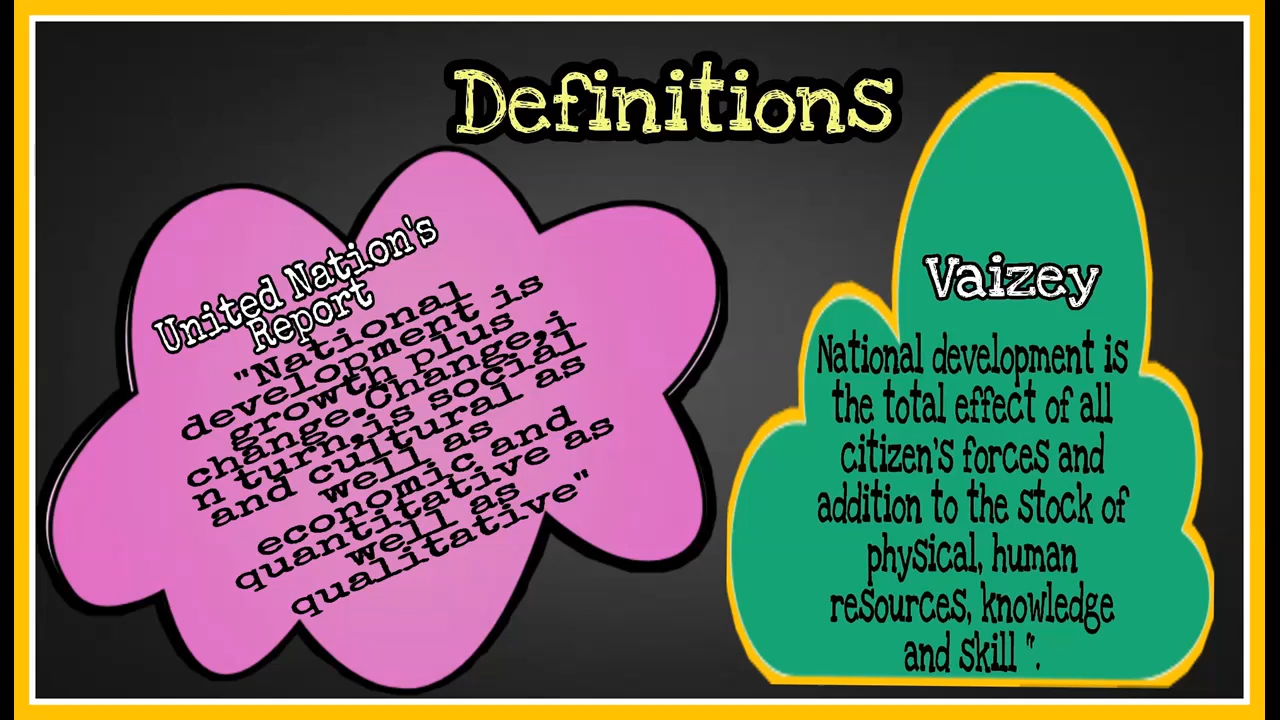 Definitions
United Nation's
Report
"National
development is
growth plus
change.Change,i
n turn,is social
and cultural as
well as
economic and
quantitative as
well as
qualitative"
Vaizey
National development is
the total effect of all
citizen's forces and
addition to the stock of
physical, human
resources, knowledge
and skill ".